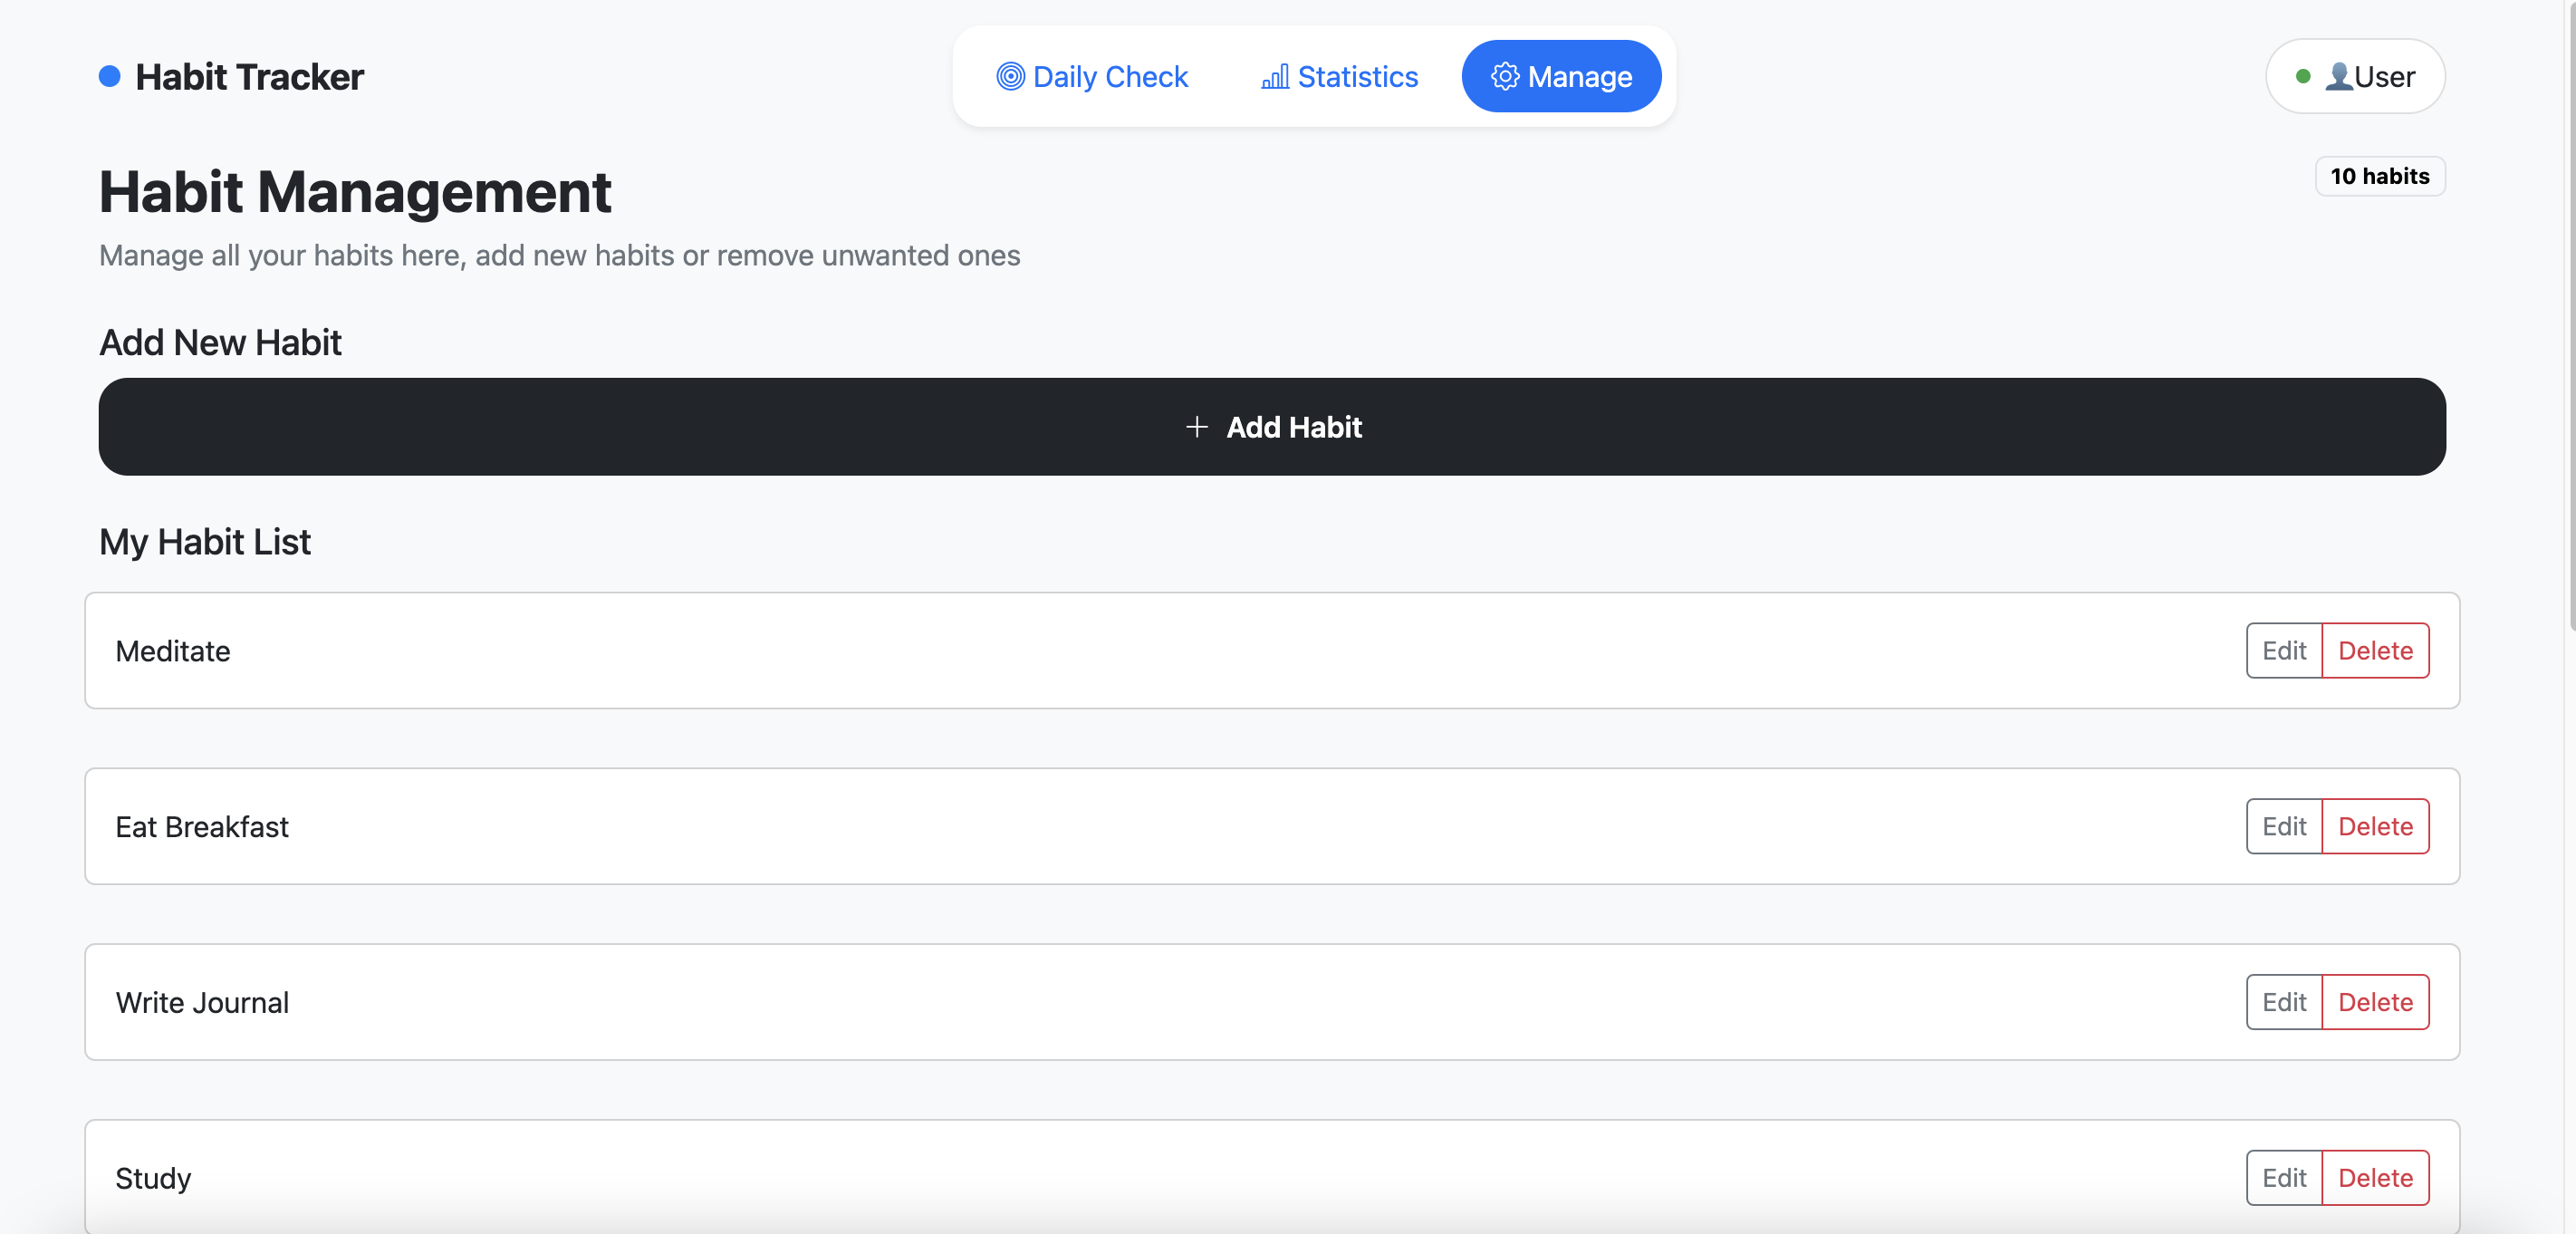 Habit Tracker
Daily Check
Statistics
Manage
User
Habit Management
10 habits
Manage all your habits here, add new habits or remove unwanted ones
Add New Habit
+ Add Habit
My Habit List
Meditate
Edit
Delete
Eat Breakfast
Edit
Delete
Write Journal
Edit
Delete
Study
Edit
Delete